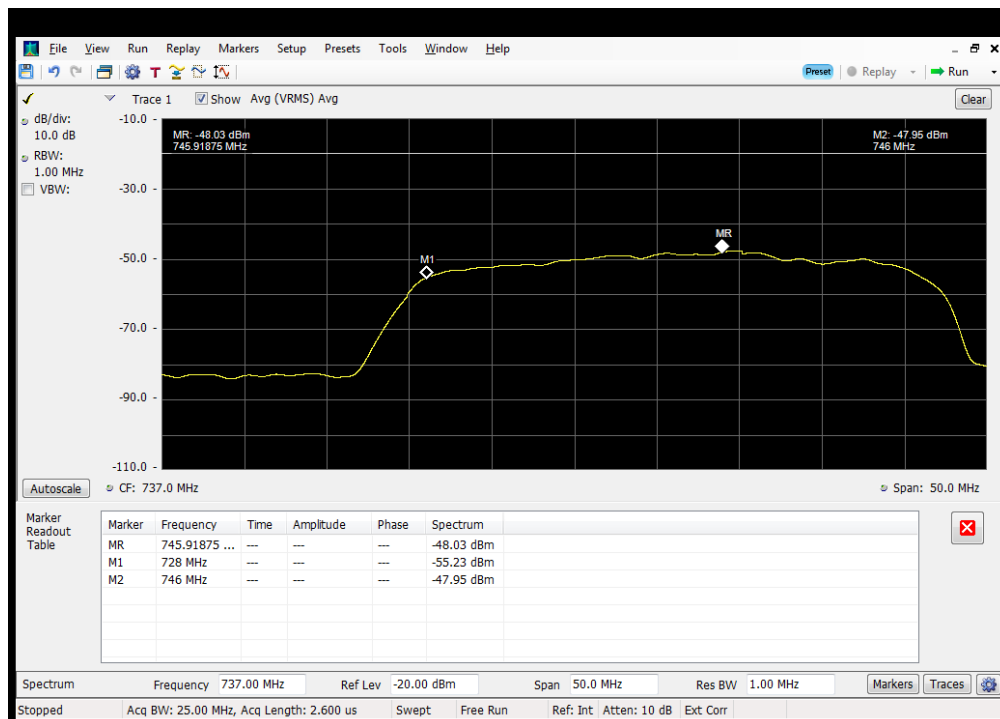 File View Run Replay Markers Setup Presets Tools Window Help
T Preset Replay Run
Trace 1 Show Avg (VRMS) Avg Clear
dB/div:
10.0 dB
RBW:
1.00 MHz
VBW:
-10.0
-30.0
-50.0
-70.0
-90.0
-110.0
MR: -48.03 dBm
745.91875 MHz
M2: -47.95 dBm
746 MHz
M1
MR
Autoscale CF: 737.0 MHz Span: 50.0 MHz
Marker
Readout
Table
Marker Frequency Time Amplitude Phase Spectrum
MR 745.91875 ... --- --- --- -48.03 dBm
M1 728 MHz --- --- --- -55.23 dBm
M2 746 MHz --- --- --- -47.95 dBm
Spectrum Frequency 737.00 MHz Ref Lev -20.00 dBm Span 50.0 MHz Res BW 1.00 MHz Markers Traces
Stopped Acq BW: 25.00 MHz, Acq Length: 2.600 us Swept Free Run Ref: Int Atten: 10 dB Ext Corr